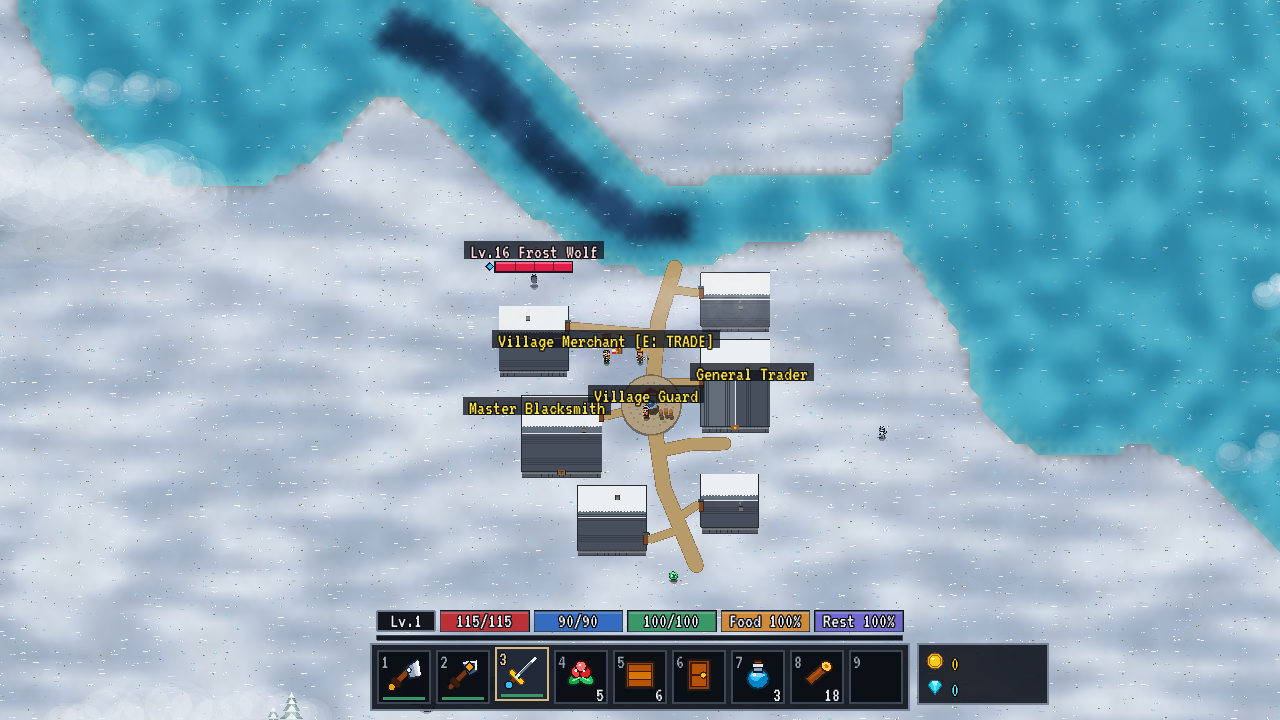 Lv.16 Frost Wolf
Village Merchant [E: TRADE]
General Trader
Village Guard
Master Blacksmith
Lv.1
115/115
90/90
100/100
Food 100%
Rest 100%
1
2
3
4
5
5
6
6
7
3
8
18
9
0
0